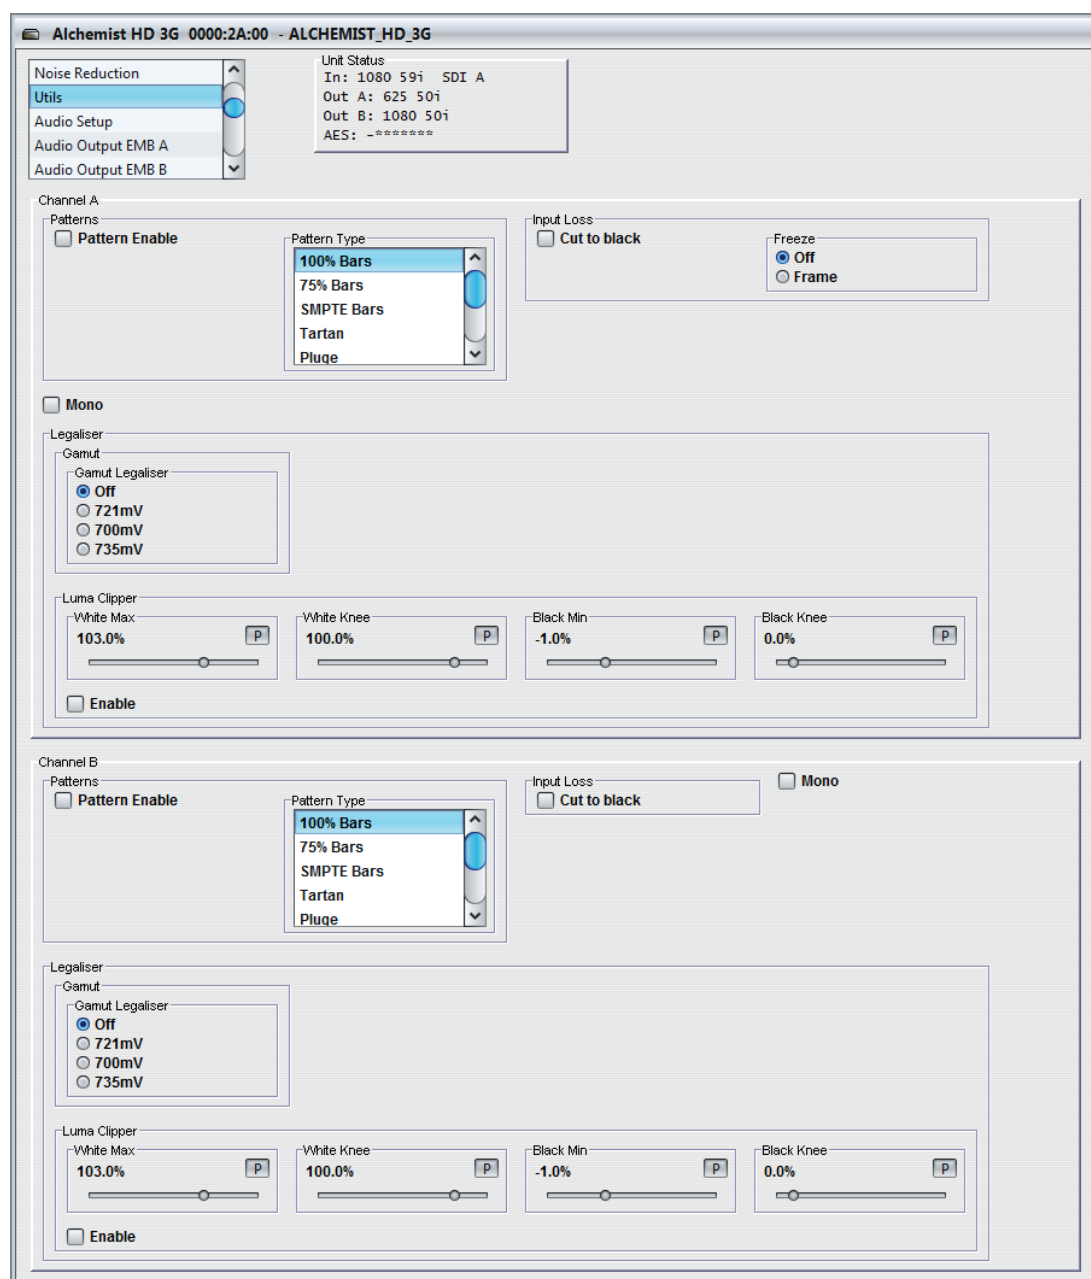 Alchemist HD 3G 0000:2A:00 - ALCHEMIST_HD_3G
Noise Reduction
Utils
Audio Setup
Audio Output EMB A
Audio Output EMB B
Unit Status
In: 1080 59i SDI A
Out A: 625 50i
Out B: 1080 50i
AES: -*******
Channel A
Patterns
Pattern Enable
Pattern Type
100% Bars
75% Bars
SMPTE Bars
Tartan
Pluge
Input Loss
Cut to black
Freeze
Off
Frame
Mono
Legaliser
Gamut
Gamut Legaliser
Off
721mV
700mV
735mV
Luma Clipper
White Max
103.0% P
White Knee
100.0% P
Black Min
-1.0% P
Black Knee
0.0% P
Enable
Channel B
Patterns
Pattern Enable
Pattern Type
100% Bars
75% Bars
SMPTE Bars
Tartan
Pluge
Input Loss
Cut to black
Mono
Legaliser
Gamut
Gamut Legaliser
Off
721mV
700mV
735mV
Luma Clipper
White Max
103.0% P
White Knee
100.0% P
Black Min
-1.0% P
Black Knee
0.0% P
Enable